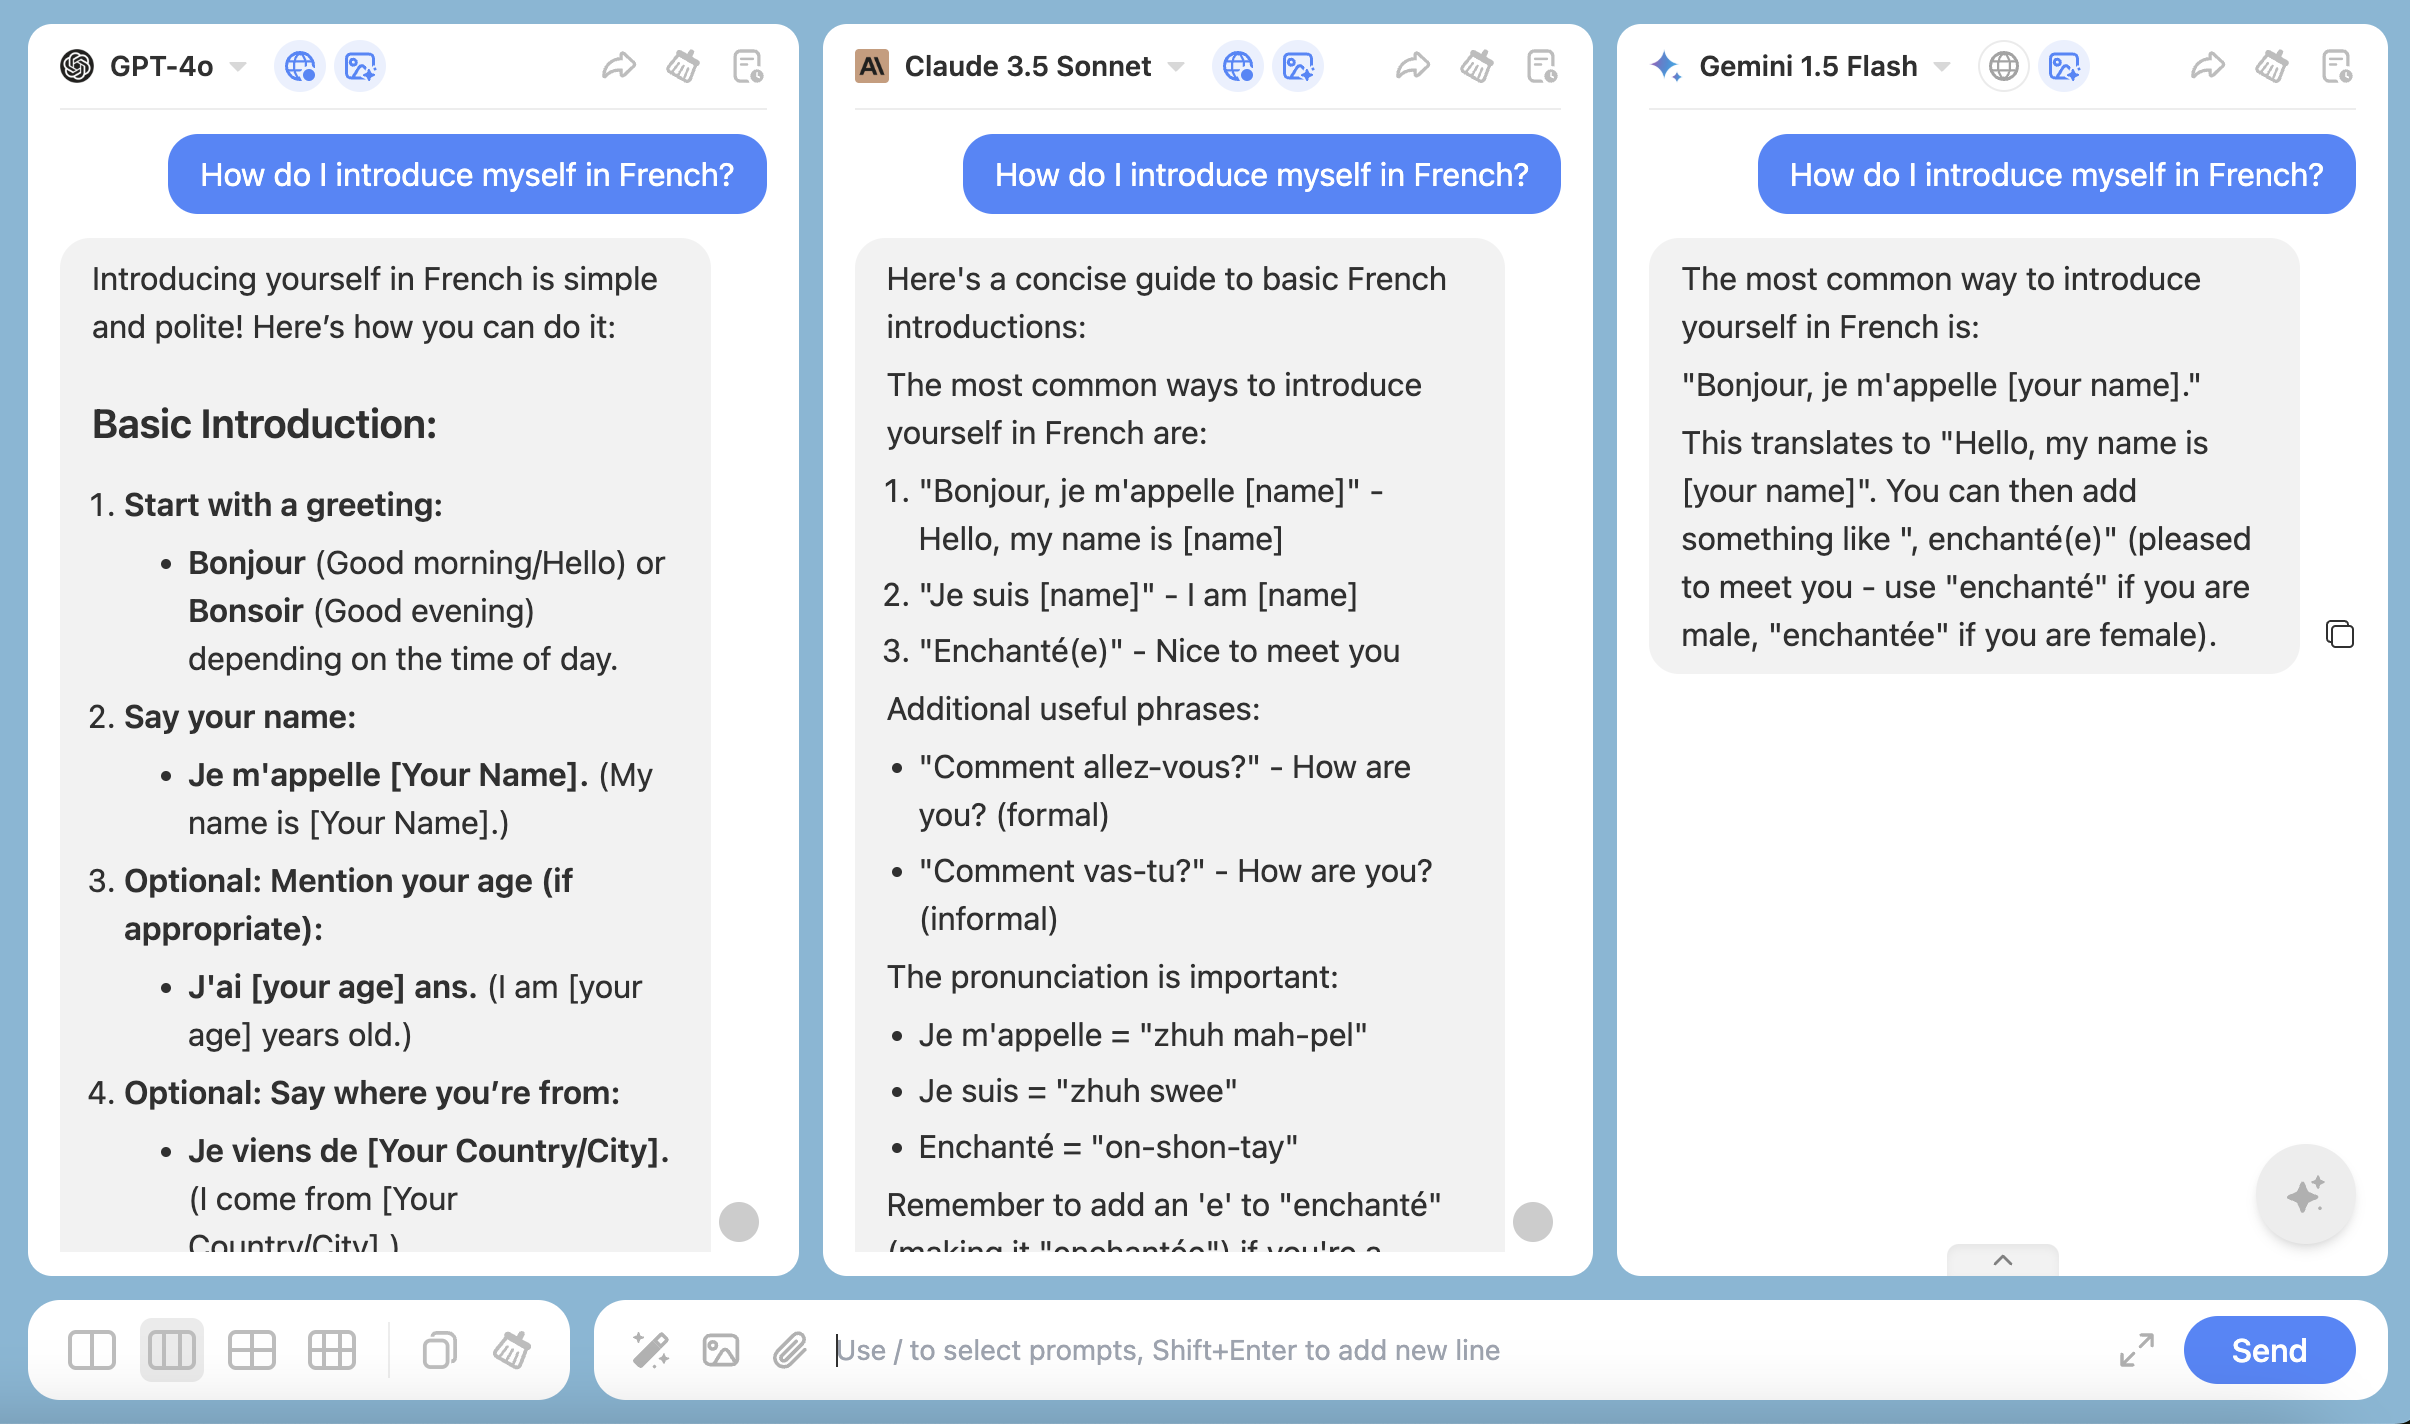 GPT-4o
How do I introduce myself in French?
Introducing yourself in French is simple
and polite! Here’s how you can do it:
Basic Introduction:
1. Start with a greeting:
• Bonjour (Good morning/Hello) or
Bonsoir (Good evening)
depending on the time of day.
2. Say your name:
• Je m'appelle [Your Name]. (My
name is [Your Name].)
3. Optional: Mention your age (if
appropriate):
• J'ai [your age] ans. (I am [your
age] years old.)
4. Optional: Say where you’re from:
• Je viens de [Your Country/City].
(I come from [Your
Country/City].)
Claude 3.5 Sonnet
How do I introduce myself in French?
Here's a concise guide to basic French
introductions:
The most common ways to introduce
yourself in French are:
1. "Bonjour, je m'appelle [name]" -
Hello, my name is [name]
2. "Je suis [name]" - I am [name]
3. "Enchanté(e)" - Nice to meet you
Additional useful phrases:
• "Comment allez-vous?" - How are
you? (formal)
• "Comment vas-tu?" - How are you?
(informal)
The pronunciation is important:
• Je m'appelle = "zhuh mah-pel"
• Je suis = "zhuh swee"
• Enchanté = "on-shon-tay"
Remember to add an 'e' to "enchanté"
(making it "enchantée") if you're a
Gemini 1.5 Flash
How do I introduce myself in French?
The most common way to introduce
yourself in French is:
"Bonjour, je m'appelle [your name]."
This translates to "Hello, my name is
[your name]". You can then add
something like ", enchanté(e)" (pleased
to meet you - use "enchanté" if you are
male, "enchantée" if you are female).
Use / to select prompts, Shift+Enter to add new line
Send